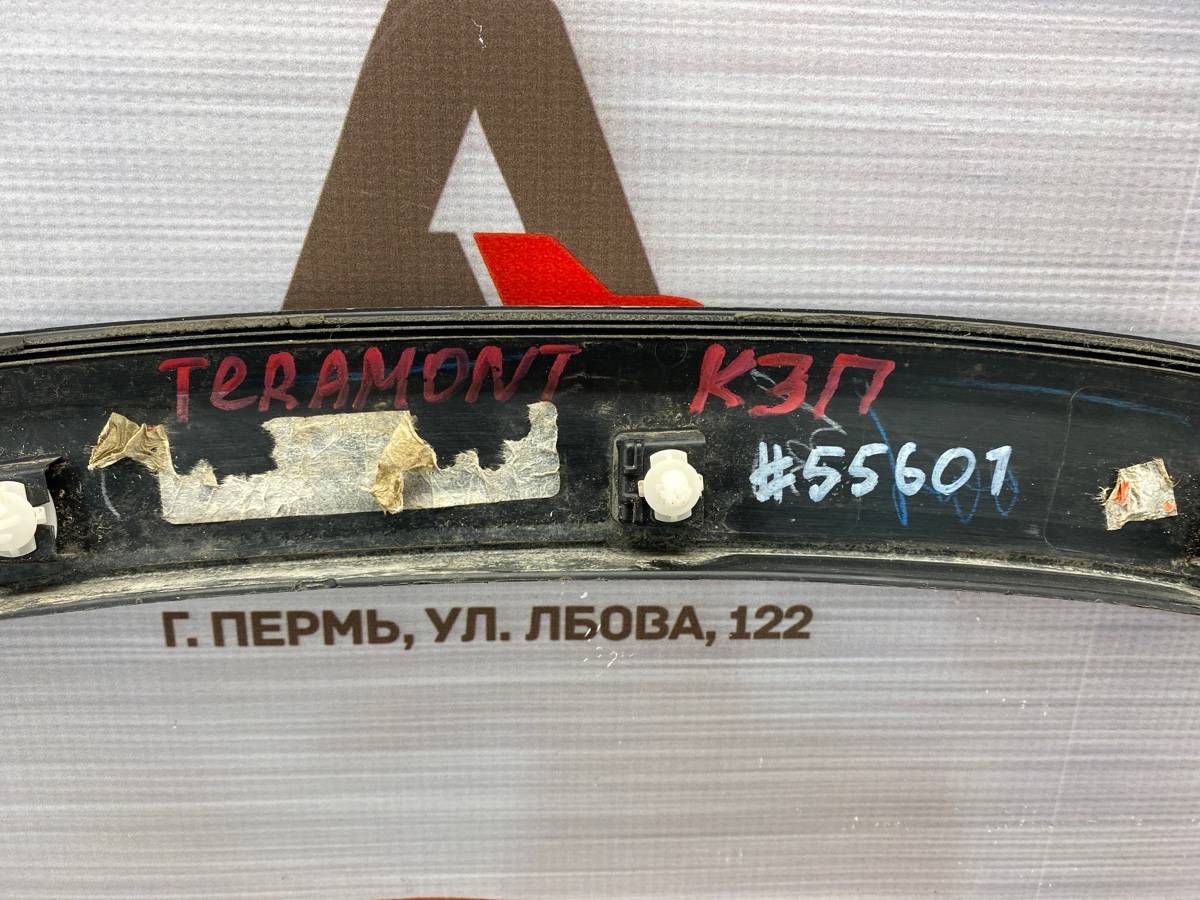 TeRAMONT КЗП
#55601
Г. ПЕРМЬ, УЛ. ЛБОВА, 122